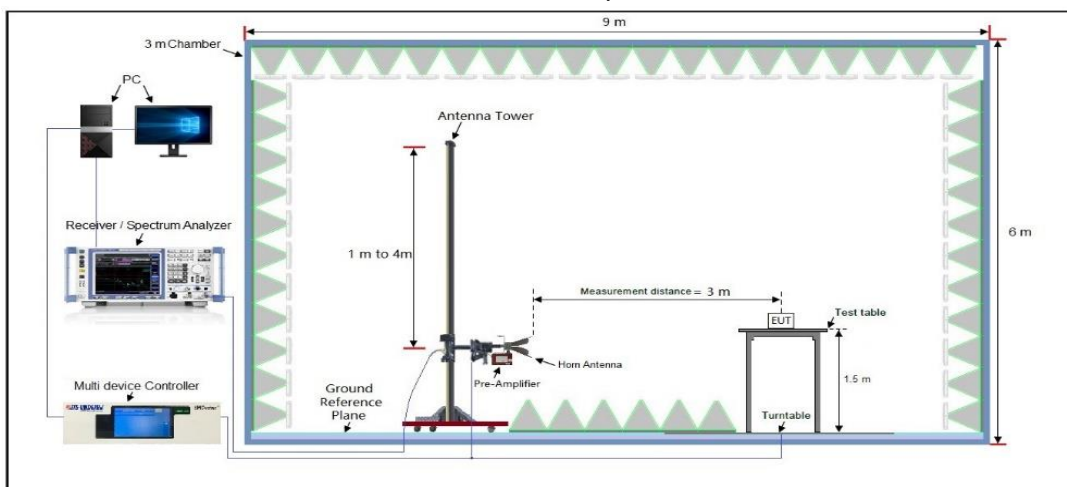 9 m
3 m Chamber
PC
Antenna Tower
Receiver / Spectrum Analyzer
1 m to 4m
6 m
Measurement distance = 3 m
EUT
Test table
Horn Antenna
Pre-Amplifier
1.5 m
Multi device Controller
Ground
Reference
Plane
Turntable